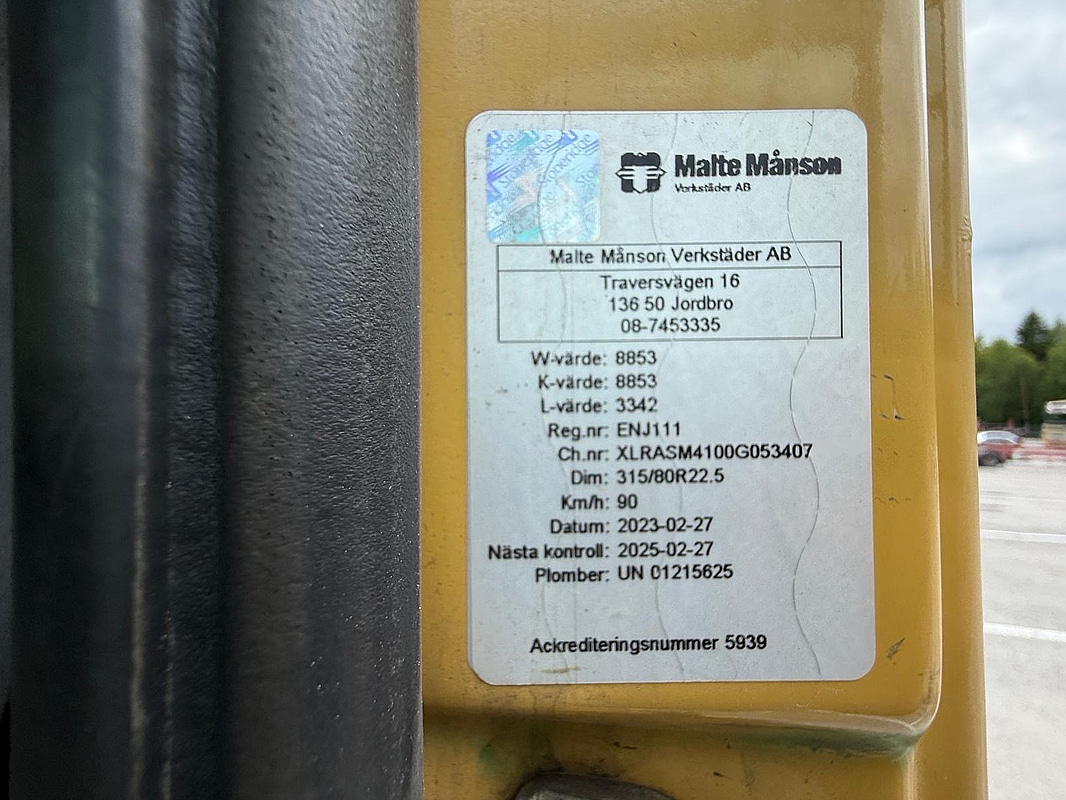 Stoneridge
Malte Månson
Verkstäder AB
Malte Månson Verkstäder AB
Traversvägen 16
136 50 Jordbro
08-7453335
W-värde: 8853
K-värde: 8853
L-värde: 3342
Reg.nr: ENJ111
Ch.nr: XLRASM4100G053407
Dim: 315/80R22.5
Km/h: 90
Datum: 2023-02-27
Nästa kontroll: 2025-02-27
Plomber: UN 01215625
Ackrediteringsnummer 5939